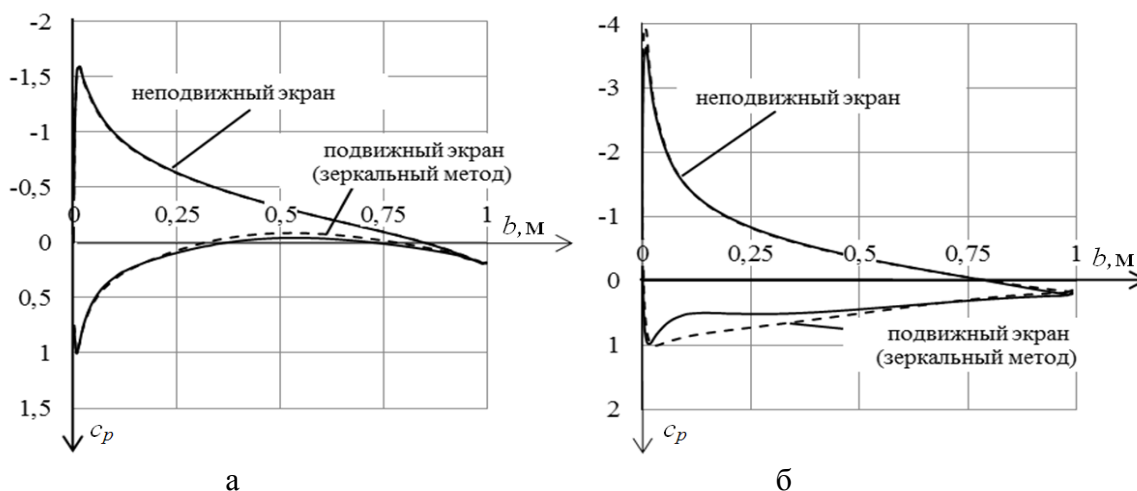 -2
-1,5
-1
-0,5
0
0,5
1
1,5
неподвижный экран
подвижный экран
(зеркальный метод)
0 0,25 0,5 0,75 1
b, м
c_p
а
-4
-3
-2
-1
0
1
2
неподвижный экран
0 0,25 0,5 0,75 1
b, м
подвижный экран
(зеркальный метод)
c_p
б